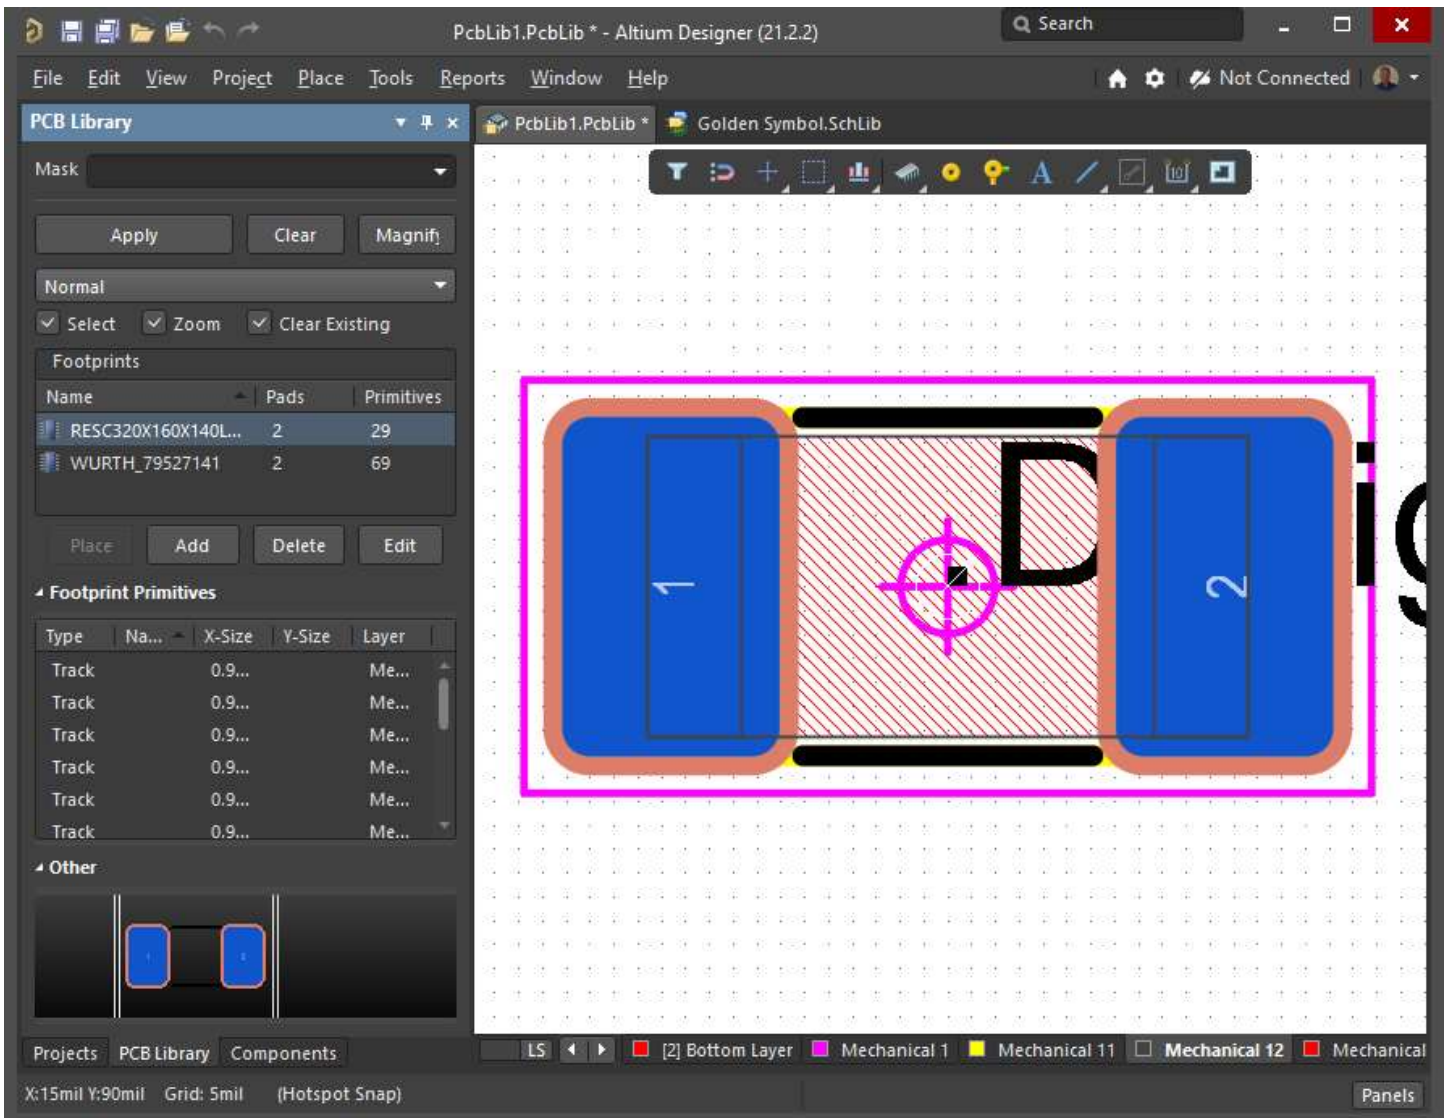 PcbLib1.PcbLib * - Altium Designer (21.2.2)
Search
File Edit View Project Place Tools Reports Window Help
Not Connected
PCB Library
PcbLib1.PcbLib *
Golden Symbol.SchLib
Mask
A
10
Apply Clear Magnify
Normal
Select Zoom Clear Existing
Footprints
Name Pads Primitives
RESC320X160X140L... 2 29
WURTH_79527141 2 69
Place Add Delete Edit
Footprint Primitives
Type Na... X-Size Y-Size Layer
Track 0.9... Me...
Track 0.9... Me...
Track 0.9... Me...
Track 0.9... Me...
Track 0.9... Me...
Track 0.9... Me...
Other
1
2
D
ig
Projects PCB Library Components
LS [2] Bottom Layer Mechanical 1 Mechanical 11 Mechanical 12 Mechanical
X:15mil Y:90mil Grid: 5mil (Hotspot Snap)
Panels